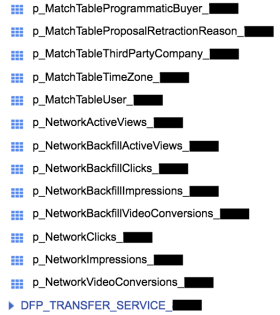 p_MatchTableProgrammaticBuyer_
p_MatchTableProposalRetractionReason_
p_MatchTableThirdPartyCompany_
p_MatchTableTimeZone_
p_MatchTableUser_
p_NetworkActiveViews_
p_NetworkBackfillActiveViews_
p_NetworkBackfillClicks_
p_NetworkBackfillImpressions_
p_NetworkBackfillVideoConversions_
p_NetworkClicks_
p_NetworkImpressions_
p_NetworkVideoConversions_
DFP_TRANSFER_SERVICE_